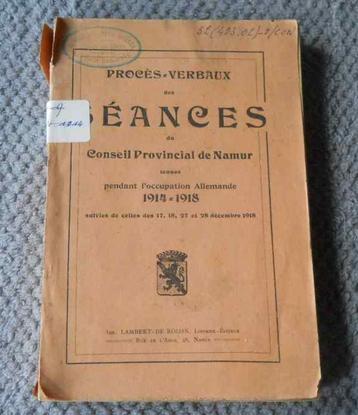 PROCÈS-VERBAUX
des
SÉANCES
du
Conseil Provincial de Namur
tenues
pendant l'occupation Allemande
1914-1918
suivies de celles des 17, 18, 27 et 28 décembre 1918
Imp. LAMBERT-DE ROISIN, Libraire-Éditeur
Rue de l'Ange, 28, Namur